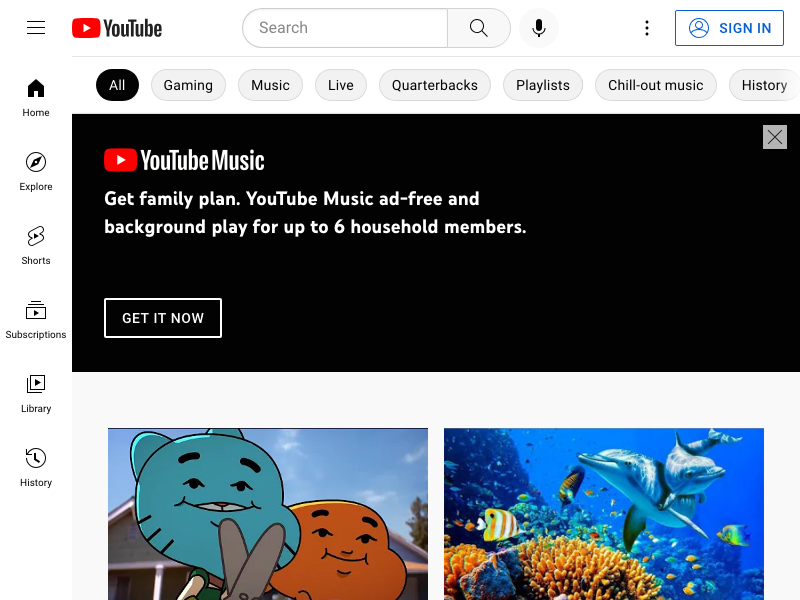 YouTube
Search
SIGN IN
All
Gaming
Music
Live
Quarterbacks
Playlists
Chill-out music
History
Home
Explore
Shorts
Subscriptions
Library
History
YouTube Music
Get family plan. YouTube Music ad-free and
background play for up to 6 household members.
GET IT NOW